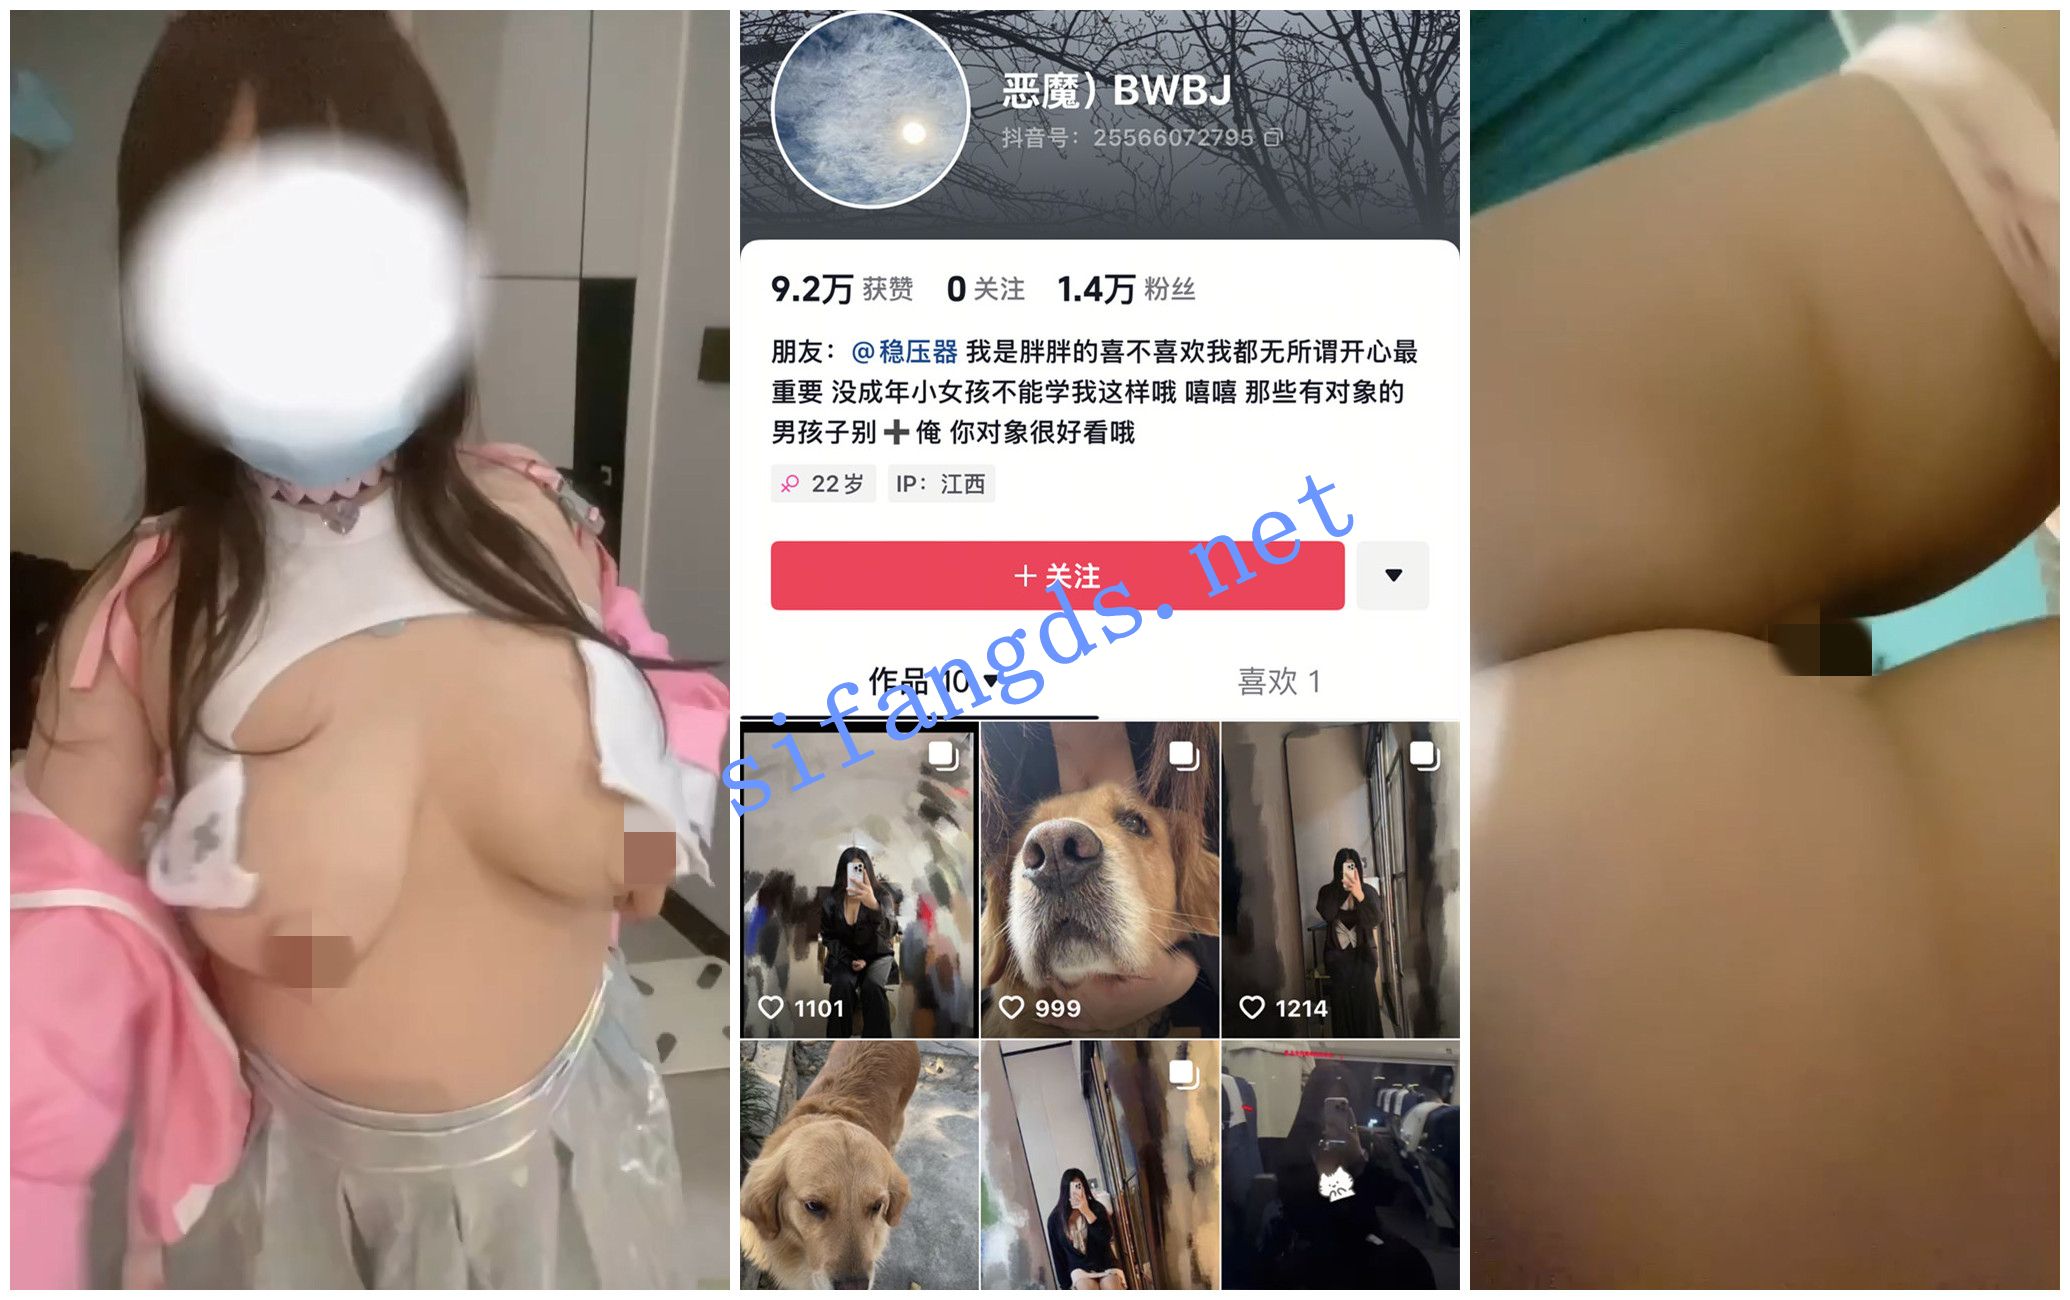 恶魔）BWBJ
抖音号：25566072795
9.2万 获赞 0 关注 1.4万 粉丝
朋友：@稳压器 我是胖胖的喜不喜欢我都无所谓开心最
重要 没成年小女孩不能学我这样哦 嘻嘻 那些有对象的
男孩子别➕俺 你对象很好看哦
22岁 IP：江西
＋关注
作品 10 喜欢 1
sifangds.net
1101 999 1214